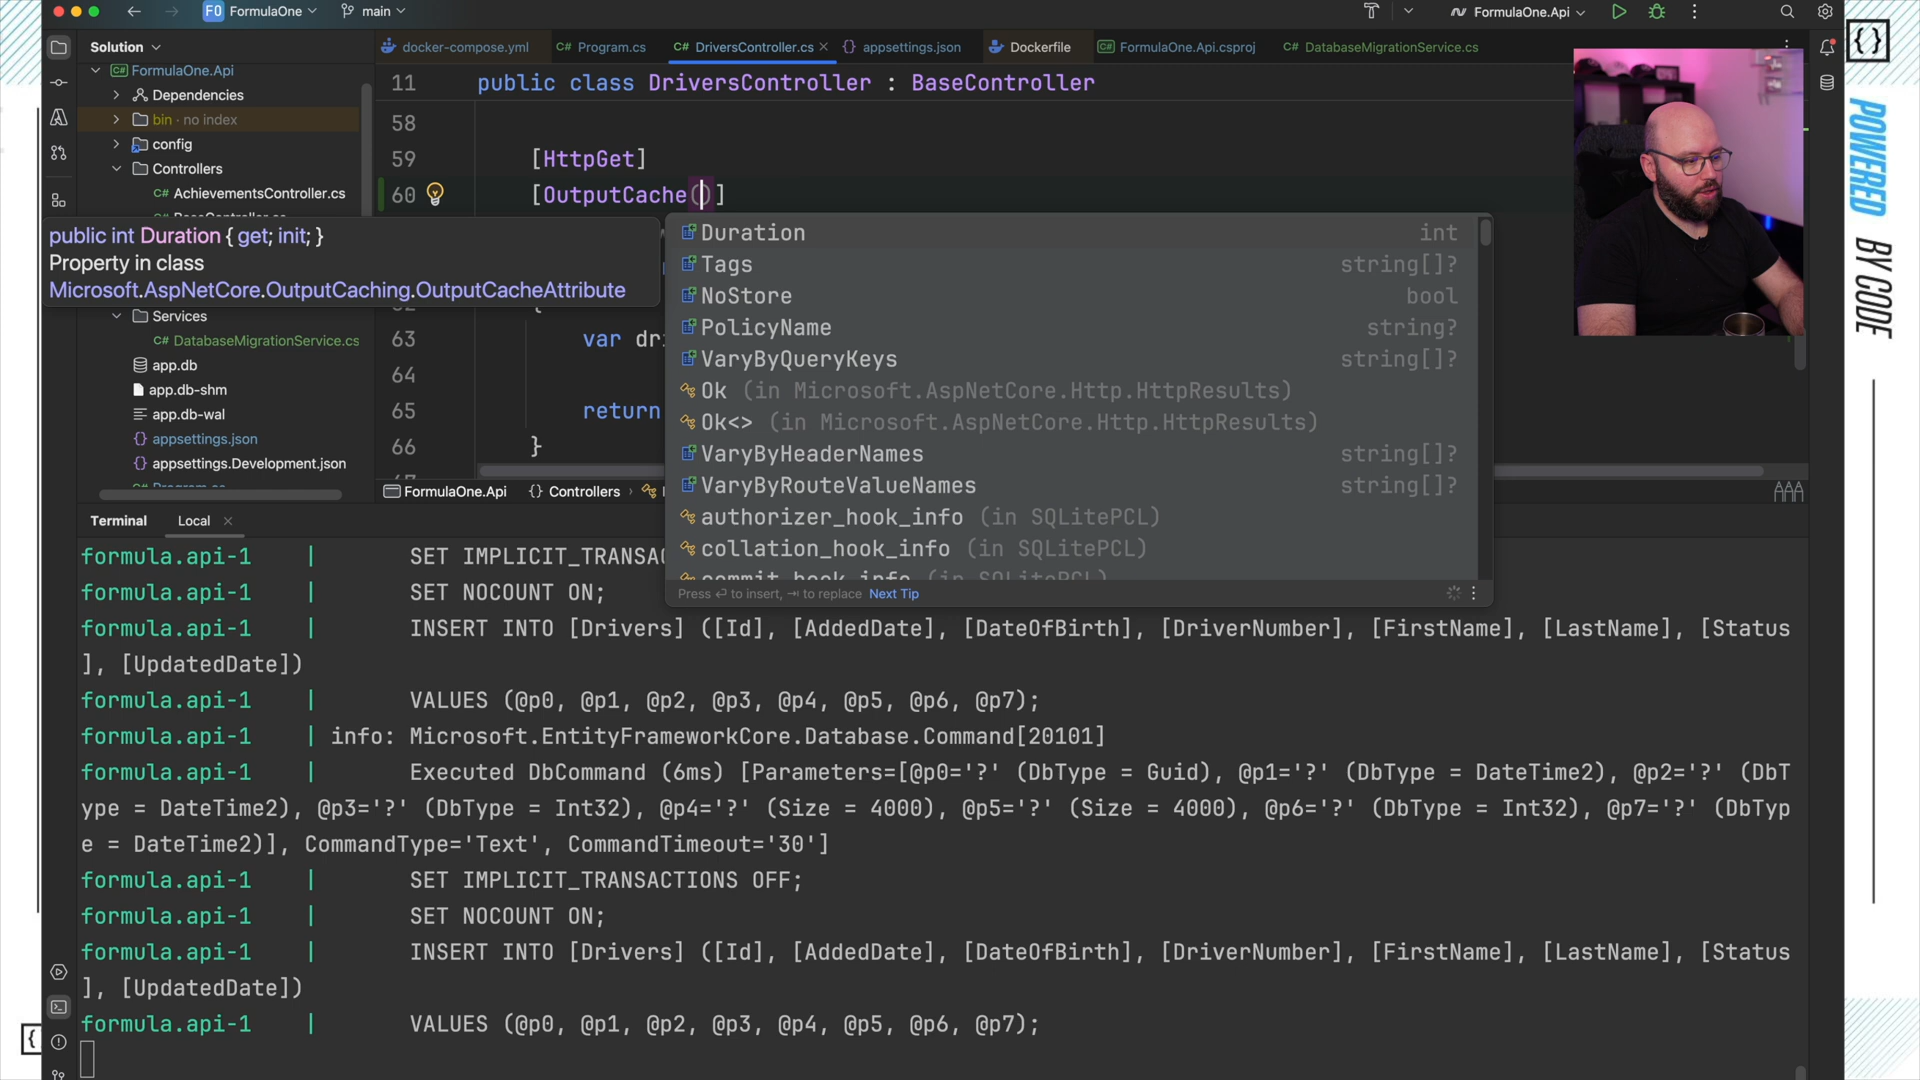 F0 FormulaOne main FormulaOne.Api
Solution
docker-compose.yml C# Program.cs C# DriversController.cs {} appsettings.json Dockerfile C# FormulaOne.Api.csproj C# DatabaseMigrationService.cs
C# FormulaOne.Api
Dependencies
bin · no index
config
Controllers
C# AchievementsController.cs
11 public class DriversController : BaseController
58
59 [HttpGet]
60 [OutputCache()]
public int Duration { get; init; }
Property in class
Microsoft.AspNetCore.OutputCaching.OutputCacheAttribute
Services
C# DatabaseMigrationService.cs
app.db
app.db-shm
app.db-wal
{} appsettings.json
{} appsettings.Development.json
{
63 var dri
64
65 return
66 }
Duration int
Tags string[]?
NoStore bool
PolicyName string?
VaryByQueryKeys string[]?
Ok (in Microsoft.AspNetCore.Http.HttpResults)
Ok<> (in Microsoft.AspNetCore.Http.HttpResults)
VaryByHeaderNames string[]?
VaryByRouteValueNames string[]?
authorizer_hook_info (in SQLitePCL)
collation_hook_info (in SQLitePCL)
commit_hook_info (in SQLitePCL)
Press ↵ to insert, ⇥ to replace Next Tip
FormulaOne.Api {} Controllers
Terminal Local
formula.api-1 | SET IMPLICIT_TRANSAC
formula.api-1 | SET NOCOUNT ON;
formula.api-1 | INSERT INTO [Drivers] ([Id], [AddedDate], [DateOfBirth], [DriverNumber], [FirstName], [LastName], [Status
], [UpdatedDate])
formula.api-1 | VALUES (@p0, @p1, @p2, @p3, @p4, @p5, @p6, @p7);
formula.api-1 | info: Microsoft.EntityFrameworkCore.Database.Command[20101]
formula.api-1 | Executed DbCommand (6ms) [Parameters=[@p0='?' (DbType = Guid), @p1='?' (DbType = DateTime2), @p2='?' (DbT
ype = DateTime2), @p3='?' (DbType = Int32), @p4='?' (Size = 4000), @p5='?' (Size = 4000), @p6='?' (DbType = Int32), @p7='?' (DbTyp
e = DateTime2)], CommandType='Text', CommandTimeout='30']
formula.api-1 | SET IMPLICIT_TRANSACTIONS OFF;
formula.api-1 | SET NOCOUNT ON;
formula.api-1 | INSERT INTO [Drivers] ([Id], [AddedDate], [DateOfBirth], [DriverNumber], [FirstName], [LastName], [Status
], [UpdatedDate])
formula.api-1 | VALUES (@p0, @p1, @p2, @p3, @p4, @p5, @p6, @p7);
{}
POWERED BY CODE